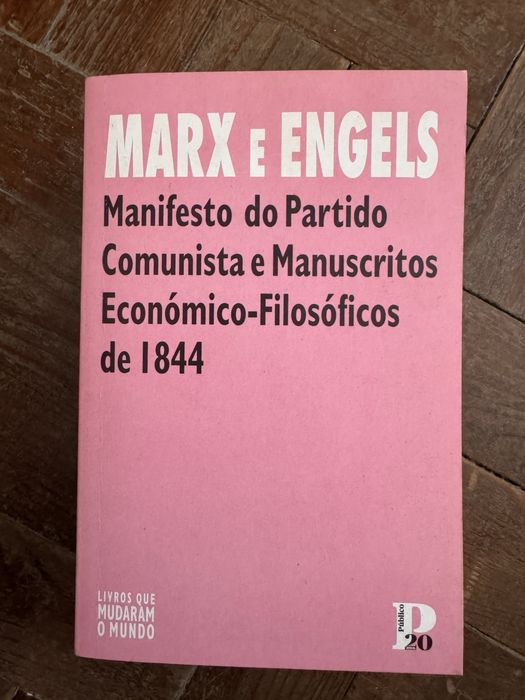 MARX E ENGELS
Manifesto do Partido
Comunista e Manuscritos
Económico-Filosóficos
de 1844
LIVROS QUE
MUDARAM
O MUNDO
Público
P
20